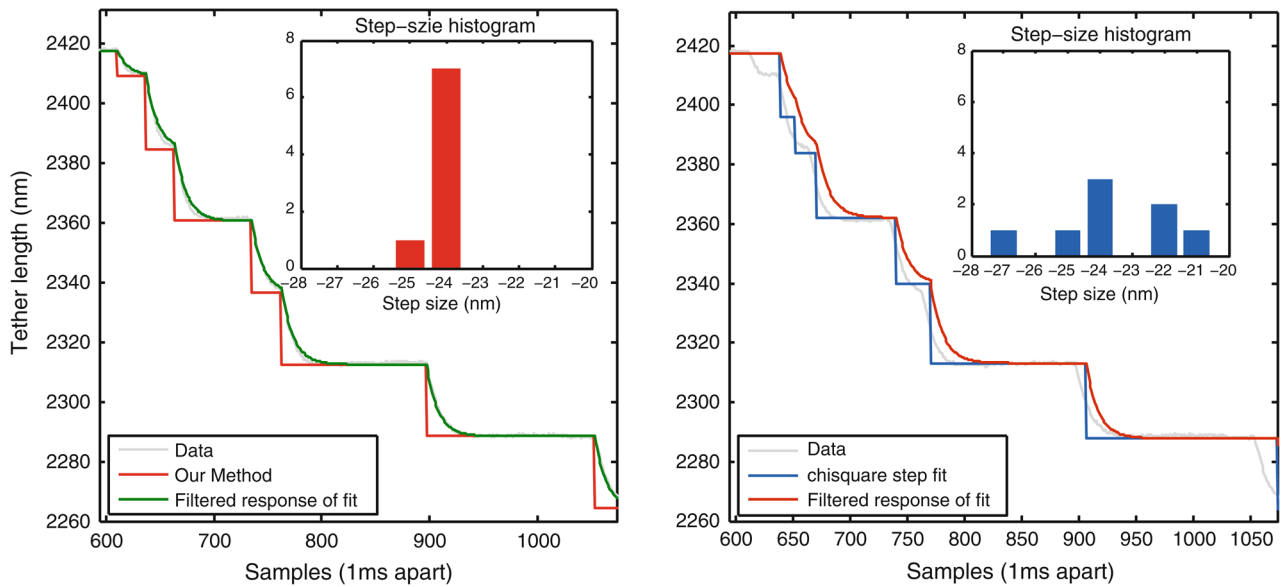 Step−szie histogram
8
6
4
2
0
−28 −27 −26 −25 −24 −23 −22 −21 −20
Step size (nm)
2420
2400
2380
2360
2340
2320
2300
2280
2260
Tether length (nm)
Data
Our Method
Filtered response of fit
600 700 800 900 1000
Samples (1ms apart)
Step−size histogram
8
6
4
2
0
−28 −27 −26 −25 −24 −23 −22 −21 −20
Step size (nm)
2420
2400
2380
2360
2340
2320
2300
2280
2260
Data
chisquare step fit
Filtered response of fit
600 650 700 750 800 850 900 950 1000 1050
Samples (1ms apart)